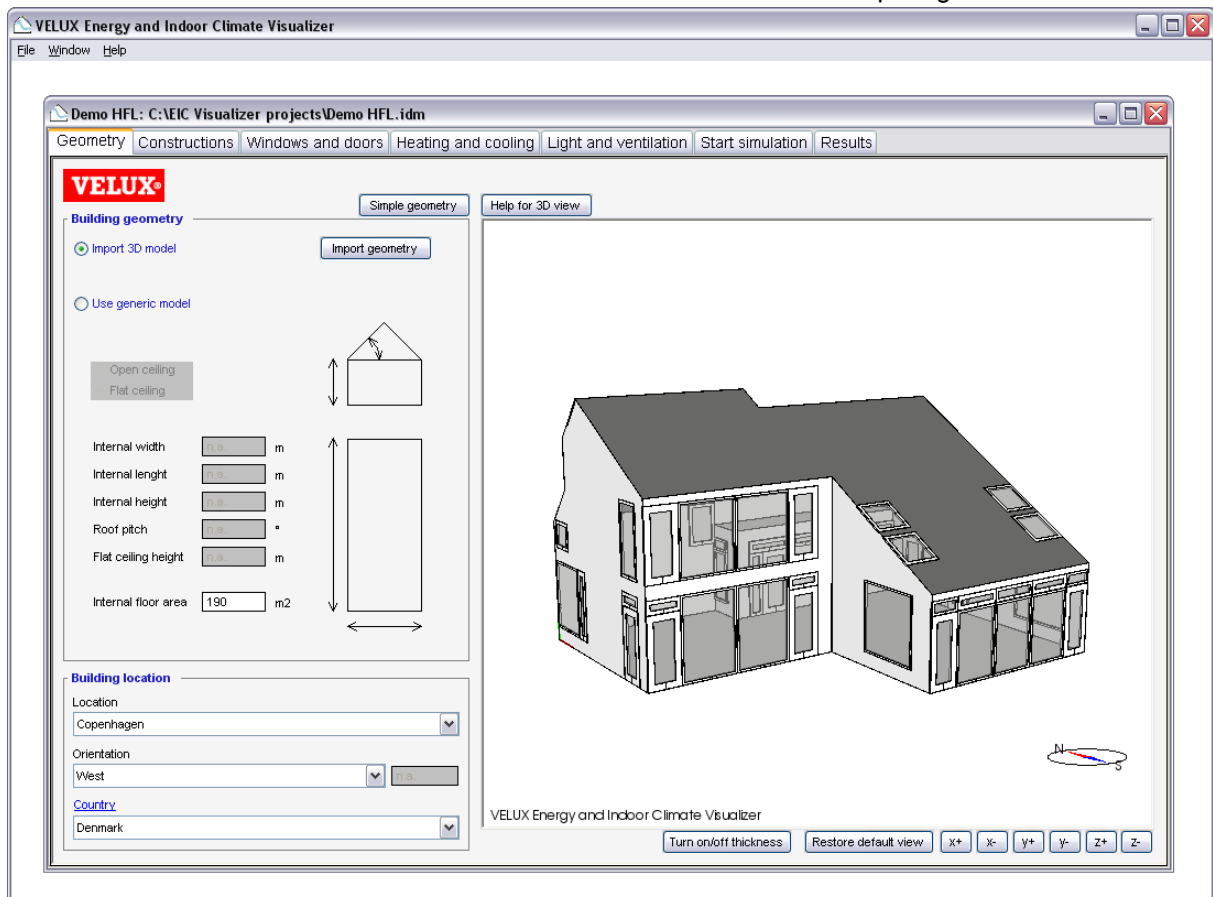 VELUX Energy and Indoor Climate Visualizer
File Window Help
Demo HFL: C:\EIC Visualizer projects\Demo HFL.idm
Geometry Constructions Windows and doors Heating and cooling Light and ventilation Start simulation Results
VELUX®
Simple geometry Help for 3D view
Building geometry
Import 3D model Import geometry
Use generic model
Open ceiling
Flat ceiling
Internal width n.a. m
Internal lenght n.a. m
Internal height n.a. m
Roof pitch n.a. °
Flat ceiling height n.a. m
Internal floor area 190 m2
Building location
Location
Copenhagen
Orientation
West n.a.
Country
Denmark
N
S
VELUX Energy and Indoor Climate Visualizer
Turn on/off thickness Restore default view x+ x- y+ y- z+ z-